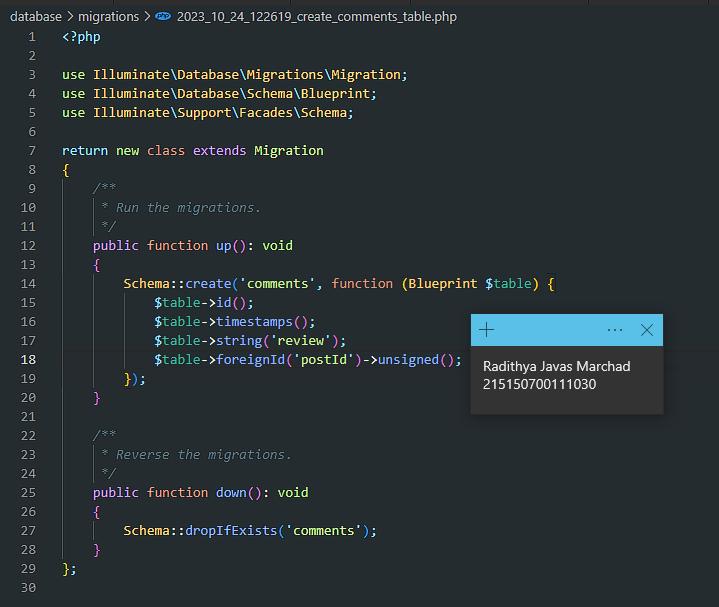 database > migrations > php 2023_10_24_122619_create_comments_table.php
1 <?php
2
3 use Illuminate\Database\Migrations\Migration;
4 use Illuminate\Database\Schema\Blueprint;
5 use Illuminate\Support\Facades\Schema;
6
7 return new class extends Migration
8 {
9     /**
10      * Run the migrations.
11      */
12     public function up(): void
13     {
14         Schema::create('comments', function (Blueprint $table) {
15             $table->id();
16             $table->timestamps();
17             $table->string('review');
18             $table->foreignId('postId')->unsigned();
19         });
20     }
21
22     /**
23      * Reverse the migrations.
24      */
25     public function down(): void
26     {
27         Schema::dropIfExists('comments');
28     }
29 };
30
Radithya Javas Marchad
215150700111030